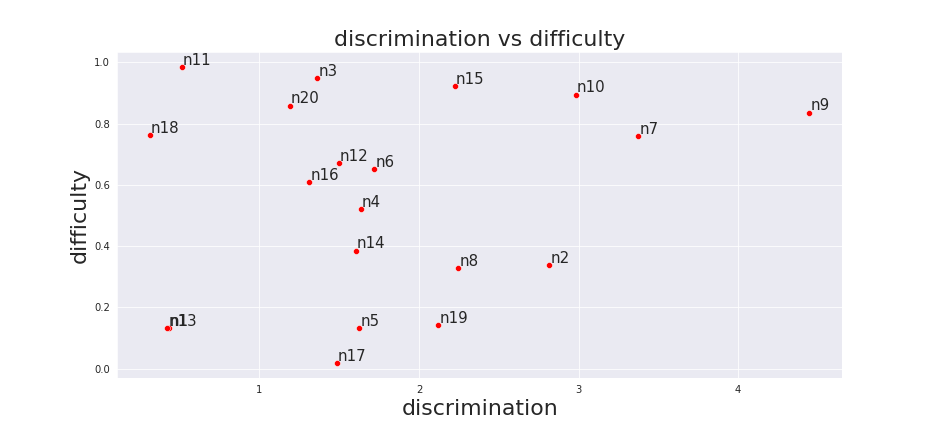 discrimination vs difficulty
1.0
0.8
0.6
0.4
0.2
0.0
difficulty
n11
n3
n15
n10
n20
n9
n18
n7
n12
n6
n16
n4
n14
n8
n2
n1
n13
n5
n19
n17
1
2
3
4
discrimination